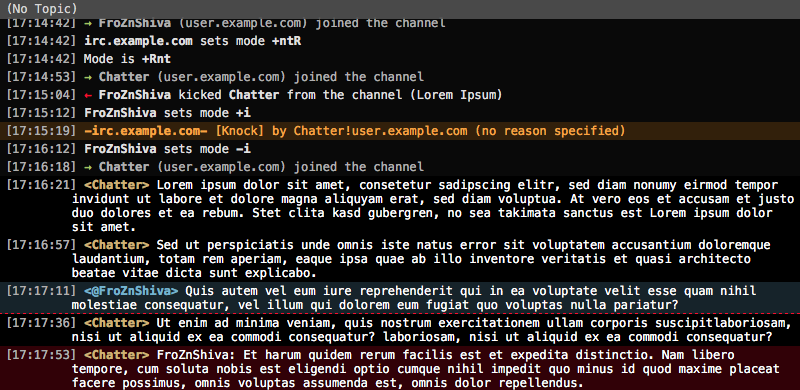 (No Topic)
[17:14:42] → FroZnShiva (user.example.com) joined the channel
[17:14:42] irc.example.com sets mode +ntR
[17:14:42] Mode is +Rnt
[17:14:53] → Chatter (user.example.com) joined the channel
[17:15:04] ← FroZnShiva kicked Chatter from the channel (Lorem Ipsum)
[17:15:12] FroZnShiva sets mode +i
[17:15:19] -irc.example.com- [Knock] by Chatter!user.example.com (no reason specified)
[17:16:12] FroZnShiva sets mode -i
[17:16:18] → Chatter (user.example.com) joined the channel
[17:16:21] <Chatter> Lorem ipsum dolor sit amet, consetetur sadipscing elitr, sed diam nonumy eirmod tempor
invidunt ut labore et dolore magna aliquyam erat, sed diam voluptua. At vero eos et accusam et justo
duo dolores et ea rebum. Stet clita kasd gubergren, no sea takimata sanctus est Lorem ipsum dolor
sit amet.
[17:16:57] <Chatter> Sed ut perspiciatis unde omnis iste natus error sit voluptatem accusantium doloremque
laudantium, totam rem aperiam, eaque ipsa quae ab illo inventore veritatis et quasi architecto
beatae vitae dicta sunt explicabo.
[17:17:11] <@FroZnShiva> Quis autem vel eum iure reprehenderit qui in ea voluptate velit esse quam nihil
molestiae consequatur, vel illum qui dolorem eum fugiat quo voluptas nulla pariatur?
[17:17:36] <Chatter> Ut enim ad minima veniam, quis nostrum exercitationem ullam corporis suscipitlaboriosam,
nisi ut aliquid ex ea commodi consequatur? laboriosam, nisi ut aliquid ex ea commodi consequatur?
[17:17:53] <Chatter> FroZnShiva: Et harum quidem rerum facilis est et expedita distinctio. Nam libero
tempore, cum soluta nobis est eligendi optio cumque nihil impedit quo minus id quod maxime placeat
facere possimus, omnis voluptas assumenda est, omnis dolor repellendus.